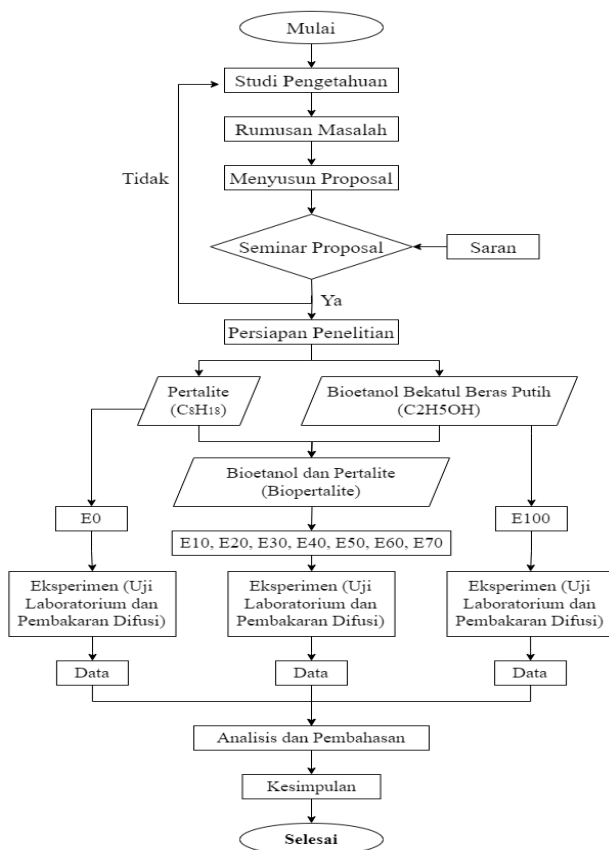 Mulai
Studi Pengetahuan
Rumusan Masalah
Tidak
Menyusun Proposal
Seminar Proposal
Saran
Ya
Persiapan Penelitian
Pertalite
(C8H18)
Bioetanol Bekatul Beras Putih
(C2H5OH)
Bioetanol dan Pertalite
(Biopertalite)
E0
E10, E20, E30, E40, E50, E60, E70
E100
Eksperimen (Uji
Laboratorium dan
Pembakaran Difusi)
Eksperimen (Uji
Laboratorium dan
Pembakaran Difusi)
Eksperimen (Uji
Laboratorium dan
Pembakaran Difusi)
Data
Data
Data
Analisis dan Pembahasan
Kesimpulan
Selesai